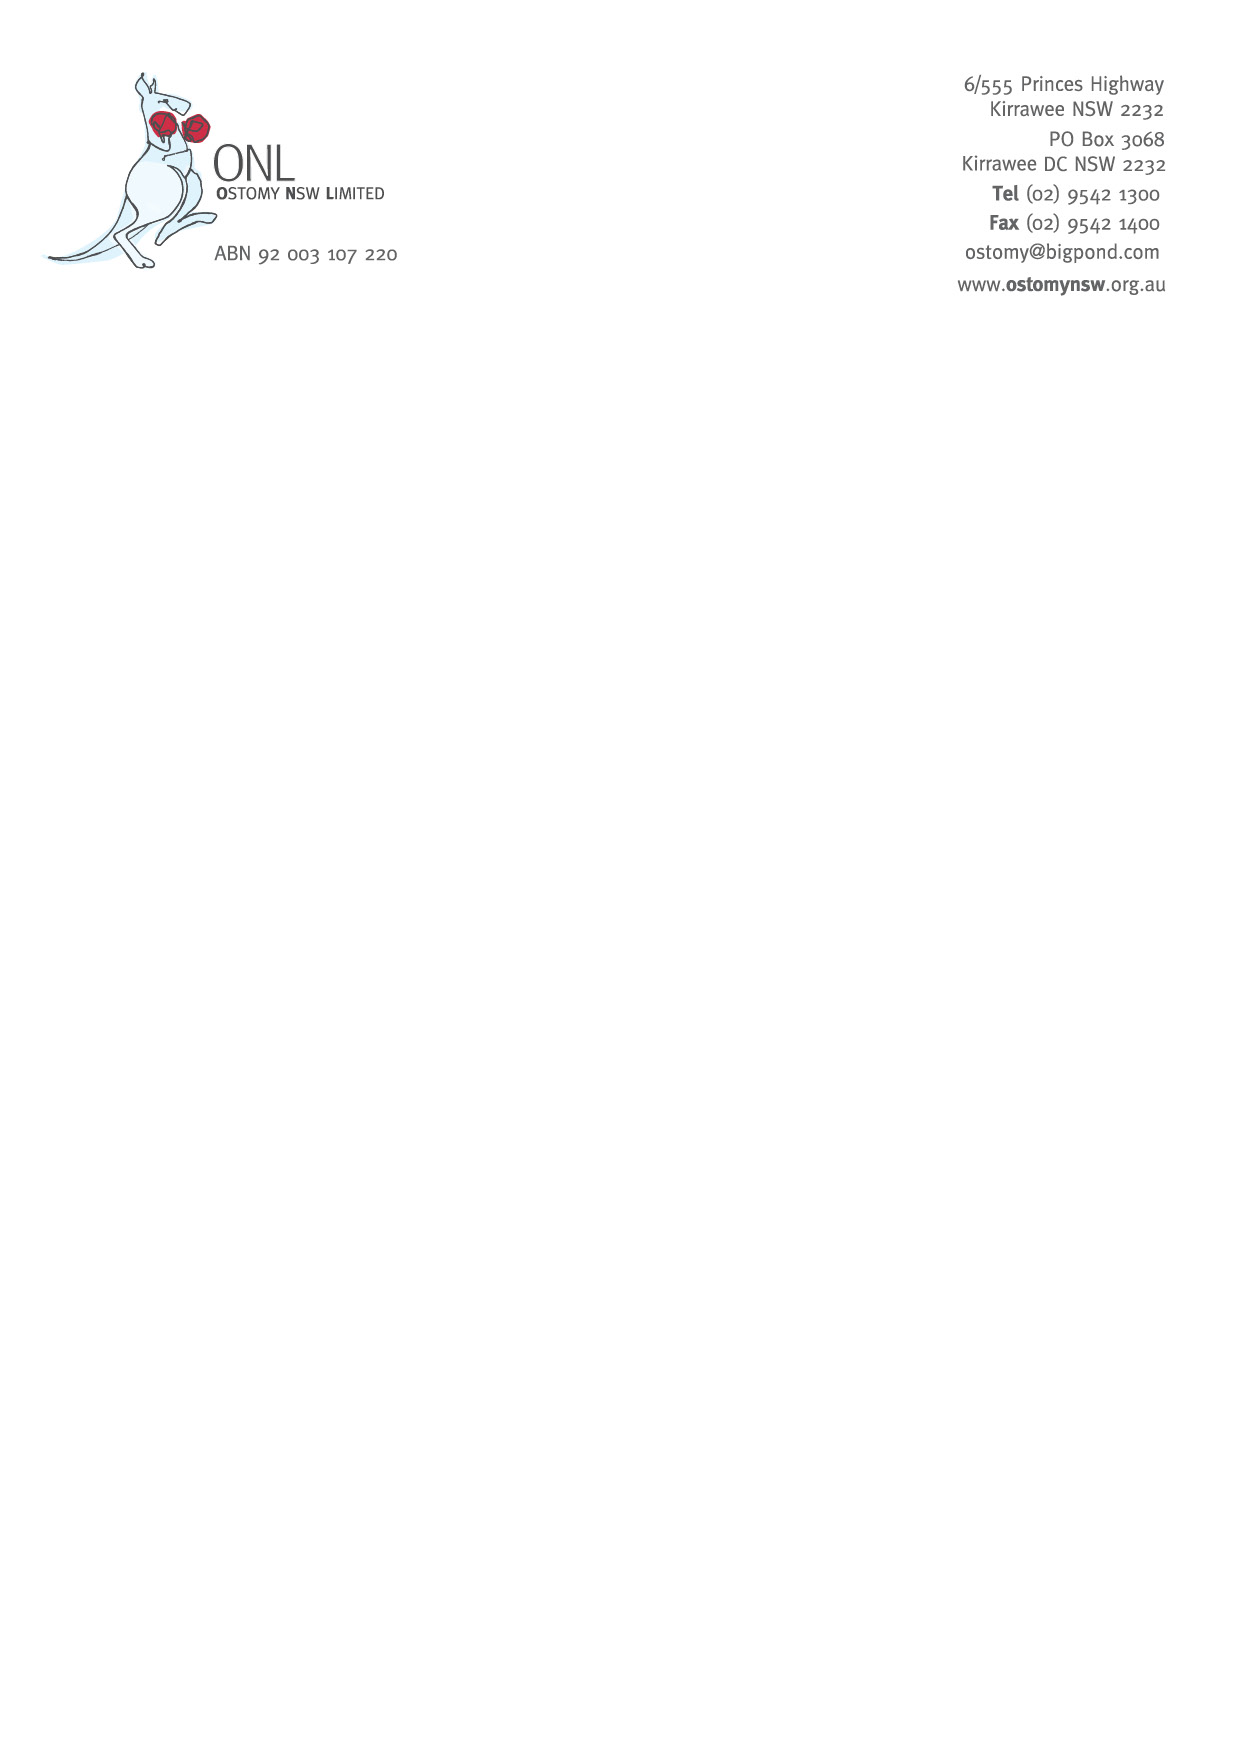 ONL
OSTOMY NSW LIMITED
ABN 92 003 107 220
6/555 Princes Highway
Kirrawee NSW 2232
PO Box 3068
Kirrawee DC NSW 2232
Tel (02) 9542 1300
Fax (02) 9542 1400
ostomy@bigpond.com
www.ostomynsw.org.au